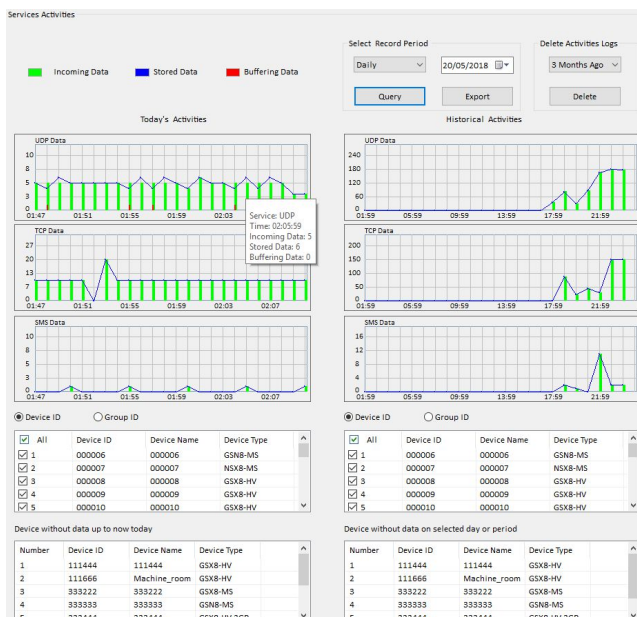 Services Activities
Select Record Period
Delete Activities Logs
Incoming Data Stored Data Buffering Data
Daily 20/05/2018 3 Months Ago
Query Export Delete
Today's Activities Historical Activities
UDP Data
10
8
5
3
0
01:47 01:51 01:55 01:59 02:03
Service: UDP
Time: 02:05:59
Incoming Data: 5
Stored Data: 6
Buffering Data: 0
UDP Data
240
180
120
60
0
01:59 05:59 09:59 13:59 17:59 21:59
TCP Data
27
20
13
7
0
01:47 01:51 01:55 01:59 02:03 02:07
TCP Data
200
150
100
50
0
01:59 05:59 09:59 13:59 17:59 21:59
SMS Data
10
8
5
3
0
01:47 01:51 01:55 01:59 02:03 02:07
SMS Data
16
12
8
4
0
01:59 05:59 09:59 13:59 17:59 21:59
Device ID Group ID
All Device ID Device Name Device Type
1 000006 000006 GSN8-MS
2 000007 000007 NSX8-MS
3 000008 000008 GSX8-HV
4 000009 000009 GSX8-HV
5 000010 000010 GSX8-HV
Device ID Group ID
All Device ID Device Name Device Type
1 000006 000006 GSN8-MS
2 000007 000007 NSX8-MS
3 000008 000008 GSX8-HV
4 000009 000009 GSX8-HV
5 000010 000010 GSX8-HV
Device without data up to now today
Number Device ID Device Name Device Type
1 111444 111444 GSX8-HV
2 111666 Machine_room GSX8-HV
3 333222 333222 GSX8-MS
4 333333 333333 GSN8-MS
Device without data on selected day or period
Number Device ID Device Name Device Type
1 111444 111444 GSX8-HV
2 111666 Machine_room GSX8-HV
3 333222 333222 GSX8-MS
4 333333 333333 GSN8-MS